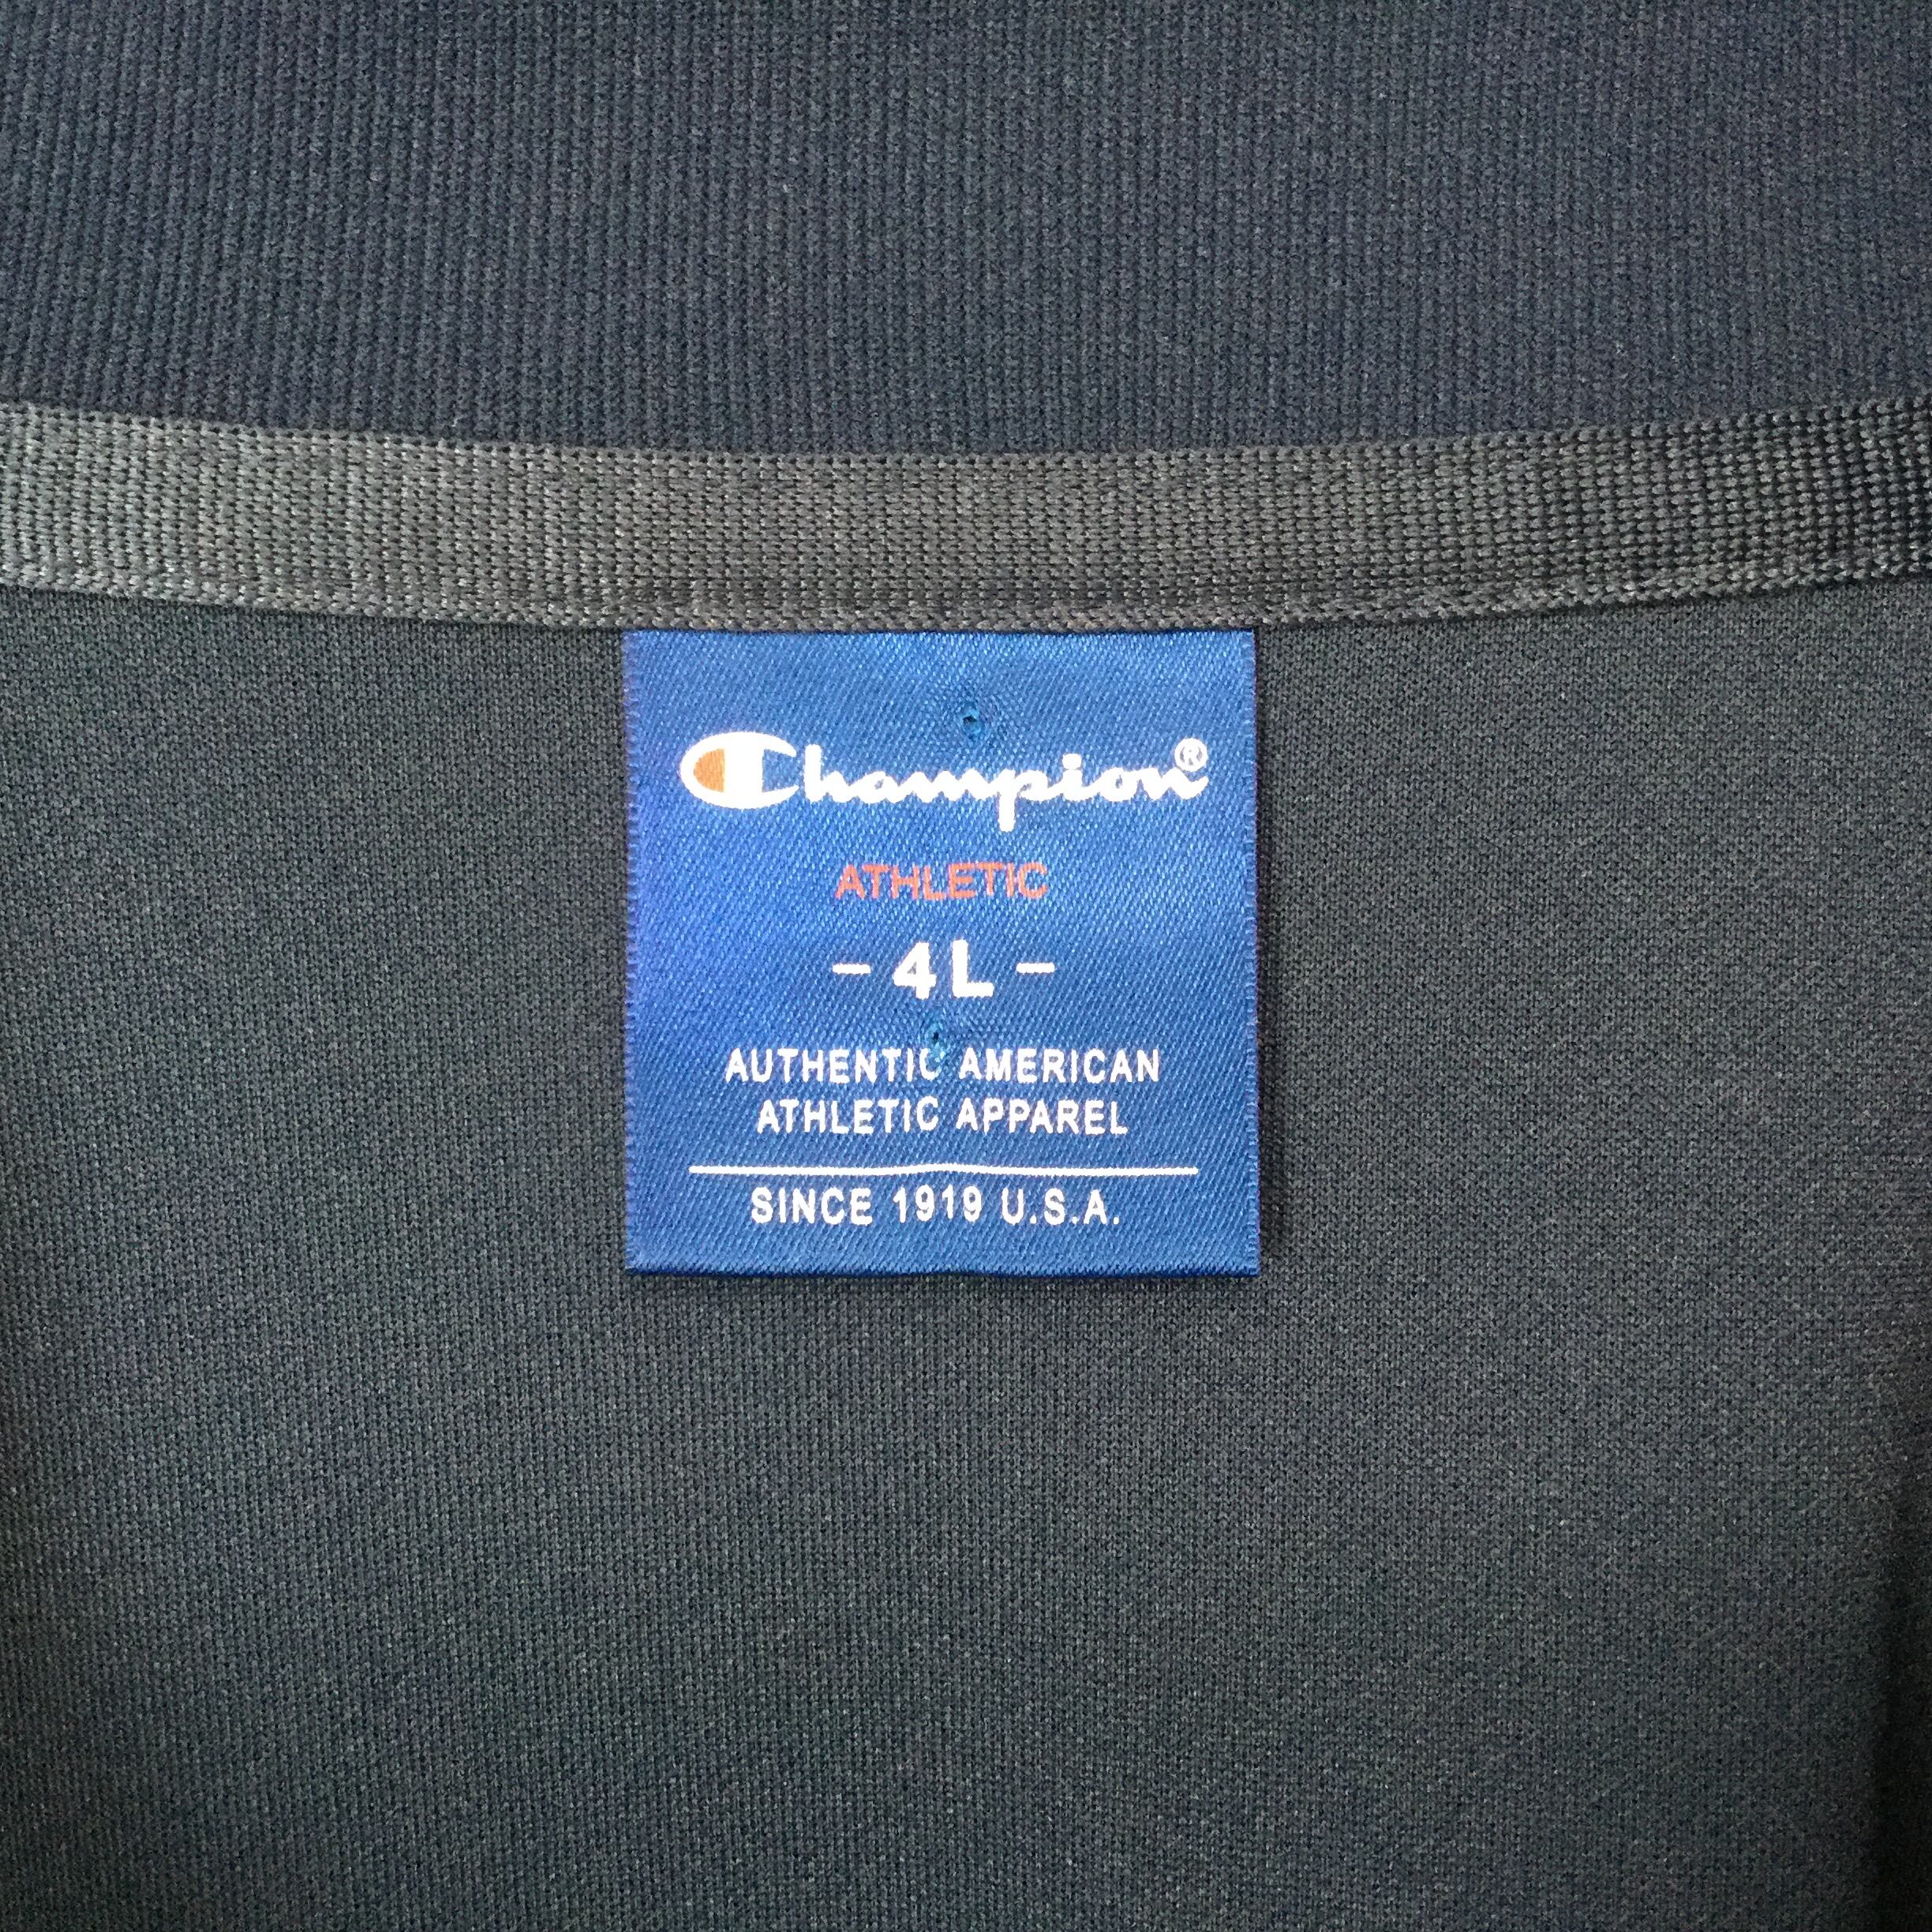 Champion®
ATHLETIC
- 4L -
AUTHENTIC AMERICAN
ATHLETIC APPAREL
SINCE 1919 U.S.A.